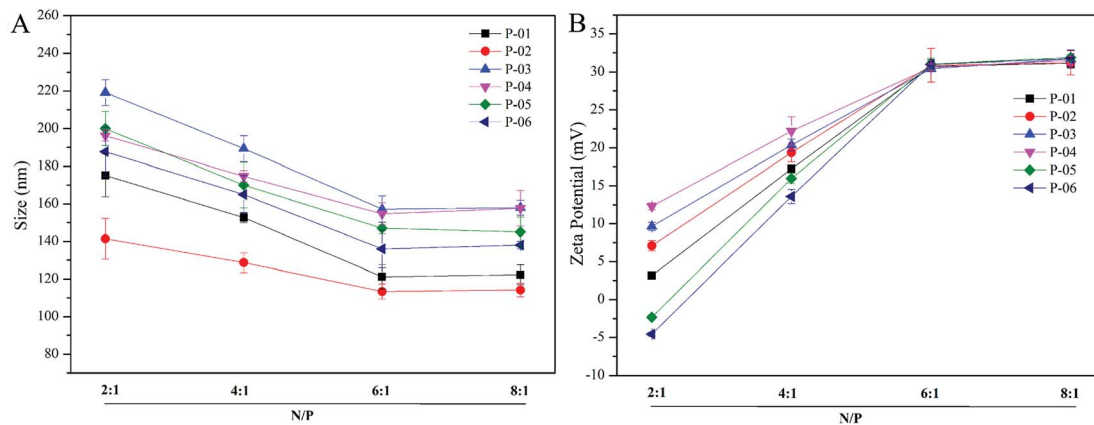 A
260
240
220
200
180
160
140
120
100
80
Size (nm)
P-01
P-02
P-03
P-04
P-05
P-06
2:1 4:1 6:1 8:1
N/P
B
35
30
25
20
15
10
5
0
-5
-10
Zeta Potential (mV)
P-01
P-02
P-03
P-04
P-05
P-06
2:1 4:1 6:1 8:1
N/P